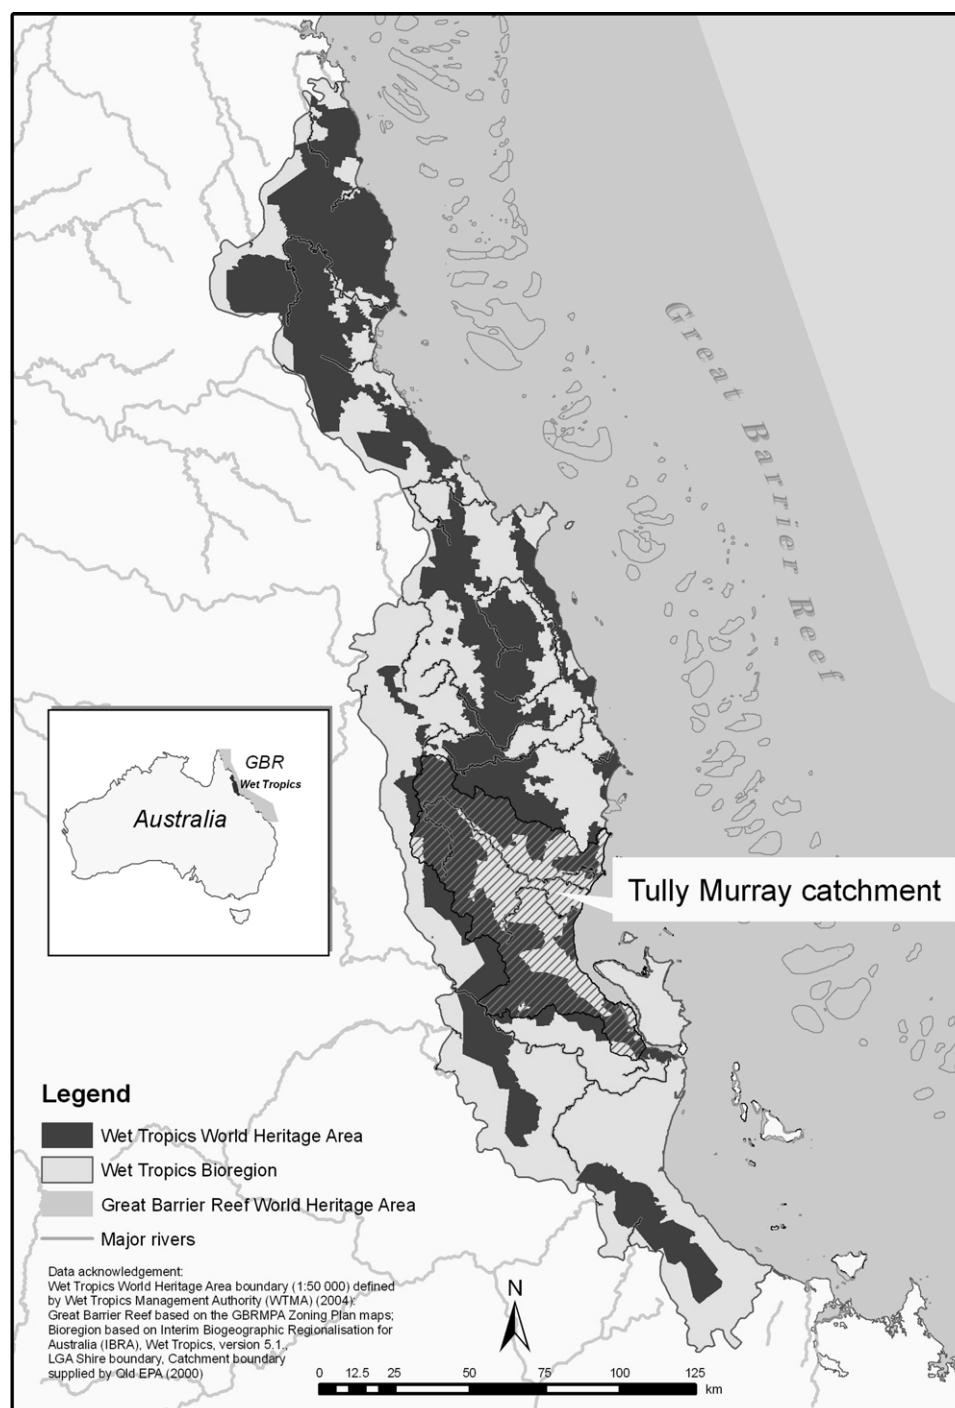 Great Barrier Reef
GBR
Wet Tropics
Australia
Tully Murray catchment
Legend
Wet Tropics World Heritage Area
Wet Tropics Bioregion
Great Barrier Reef World Heritage Area
Major rivers
Data acknowledgement:
Wet Tropics World Heritage Area boundary (1:50 000) defined
by Wet Tropics Management Authority (WTMA) (2004);
Great Barrier Reef based on the GBRMPA Zoning Plan maps;
Bioregion based on Interim Biogeographic Regionalisation for
Australia (IBRA), Wet Tropics, version 5.1.,
LGA Shire boundary, Catchment boundary
supplied by Qld EPA (2000)
N
0 12.5 25 50 75 100 125
km